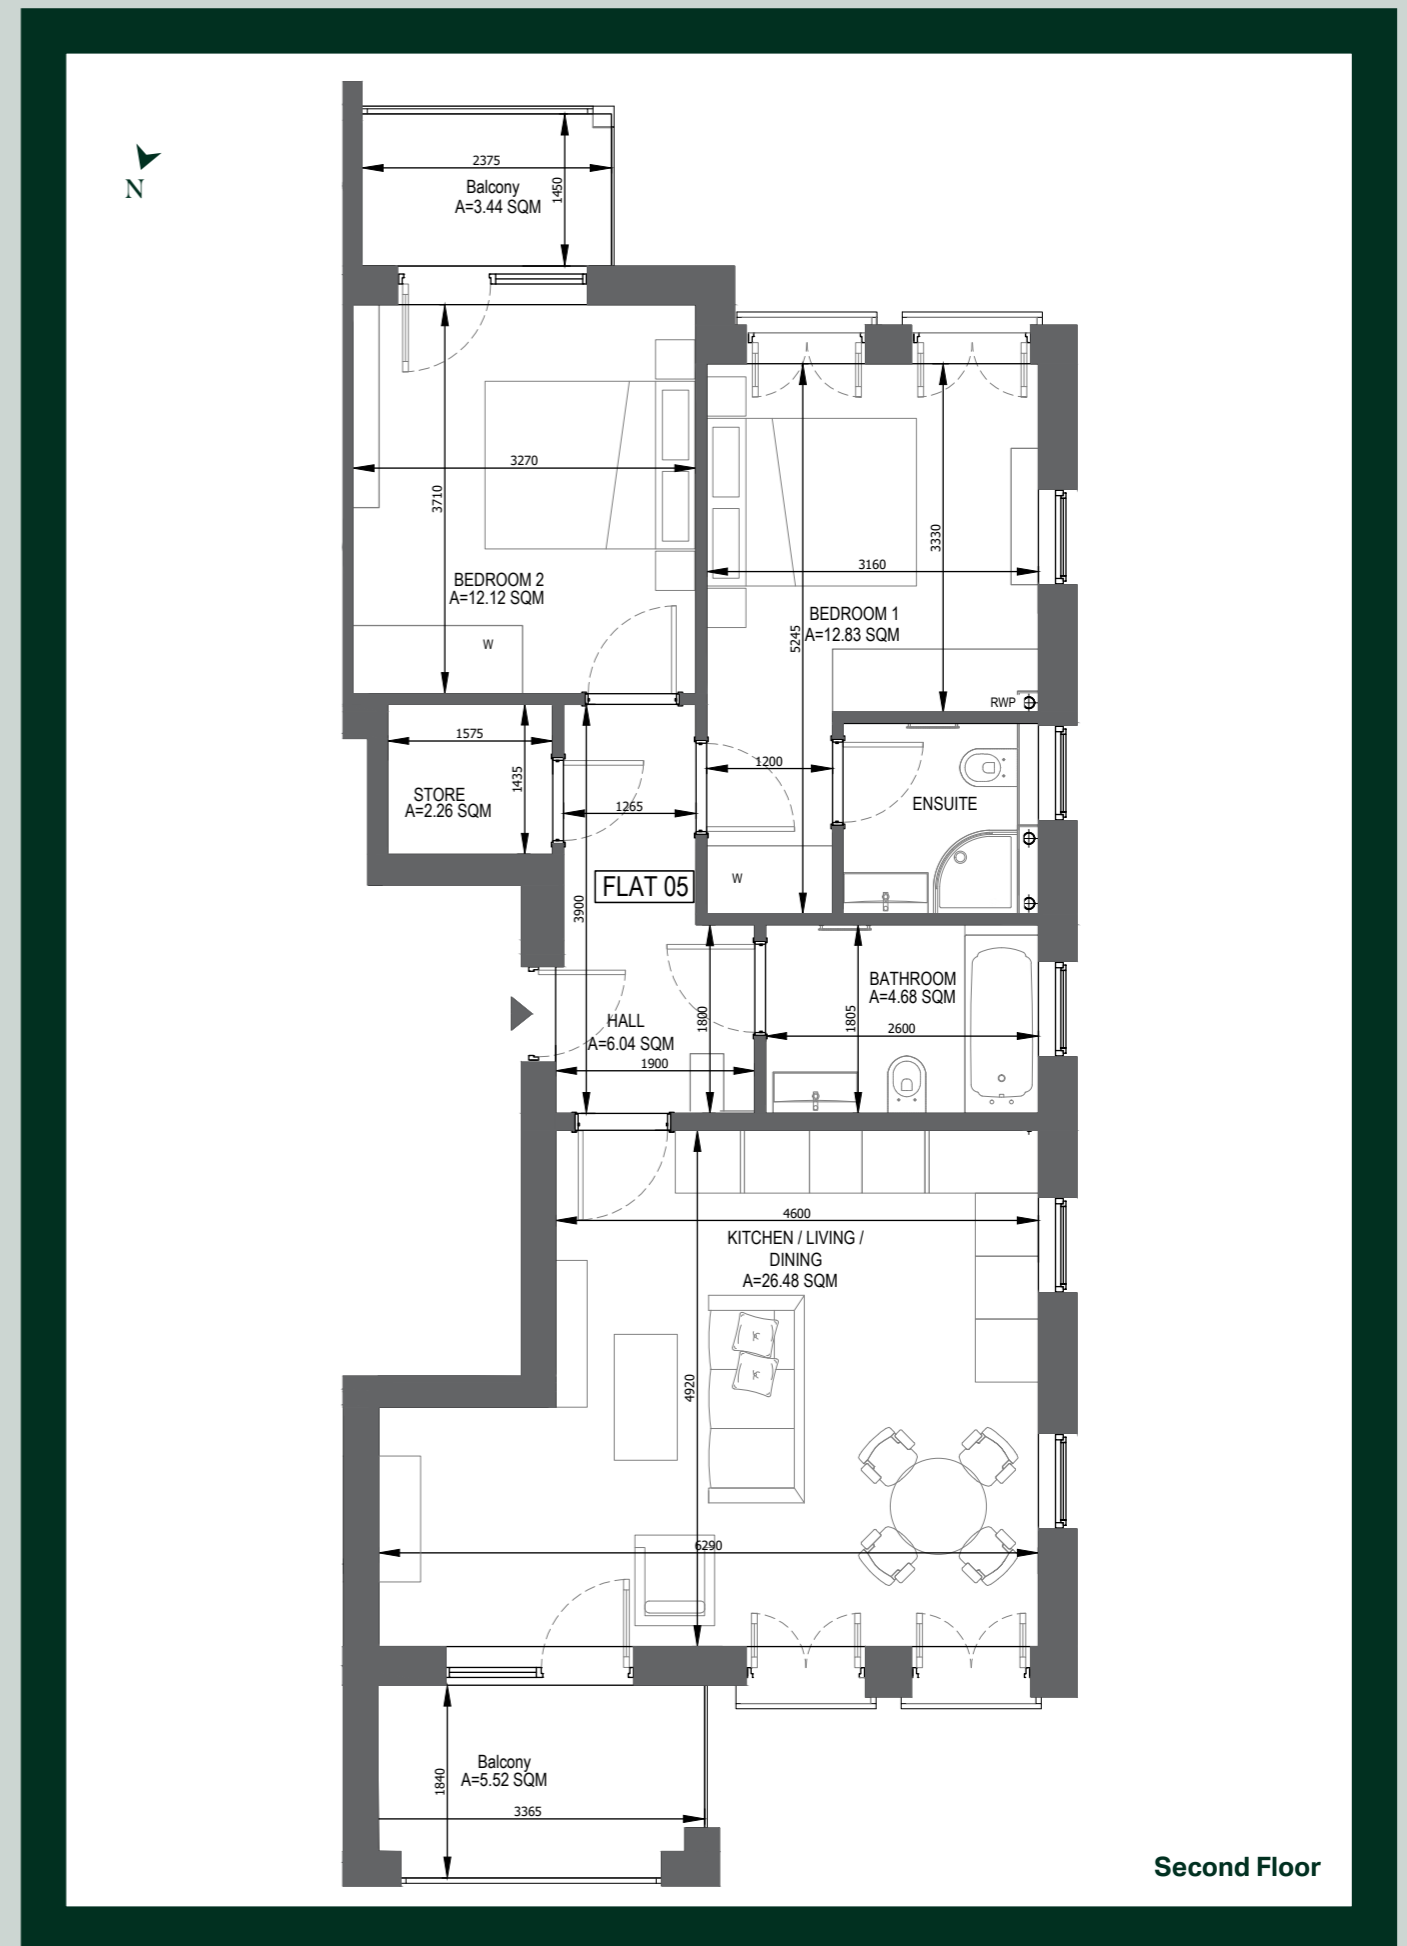 N
2375
Balcony
A=3.44 SQM
1450
3270
3710
BEDROOM 2
A=12.12 SQM
W
3160
3330
5245
BEDROOM 1
A=12.83 SQM
RWP
1575
1435
STORE
A=2.26 SQM
1265
1200
ENSUITE
W
FLAT 05
3900
HALL
A=6.04 SQM
1900
1800
BATHROOM
A=4.68 SQM
1805
2600
4600
KITCHEN / LIVING /
DINING
A=26.48 SQM
4920
6290
Balcony
A=5.52 SQM
1840
3365
Second Floor